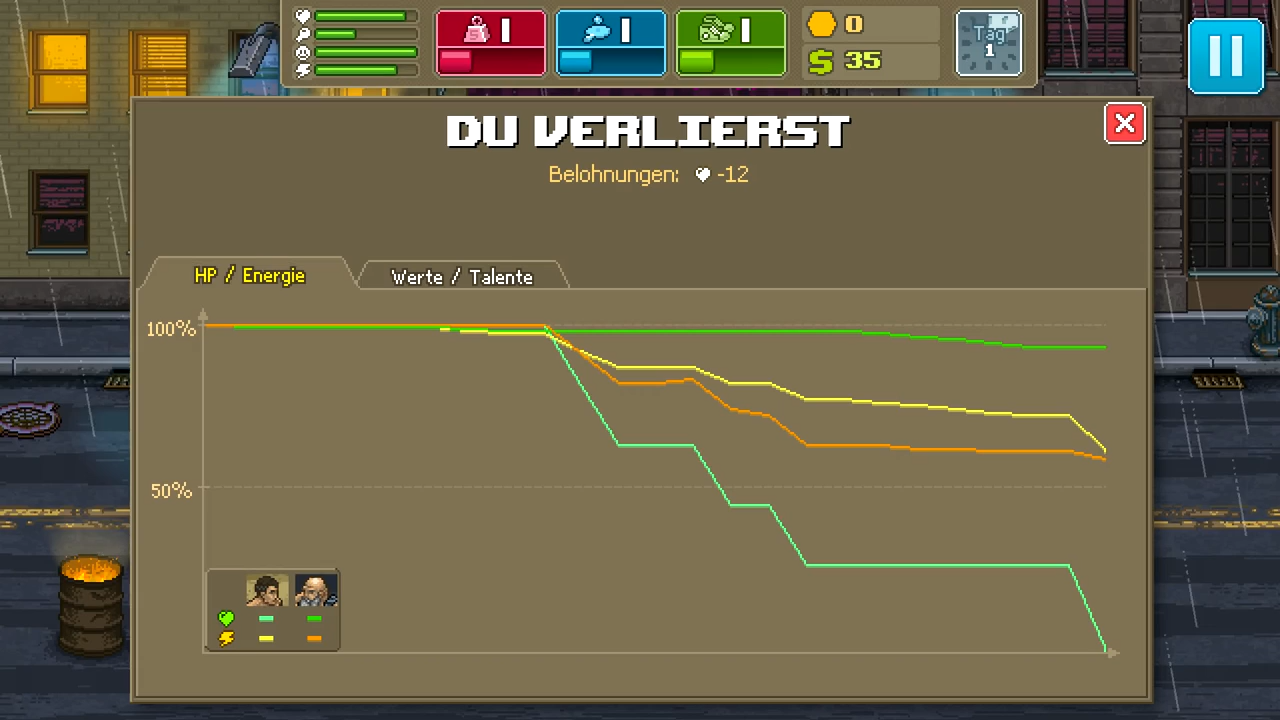 1 1 1 0
35
Tag
1
DU VERLIERST
Belohnungen: -12
HP / Energie
Werte / Talente
100%
50%